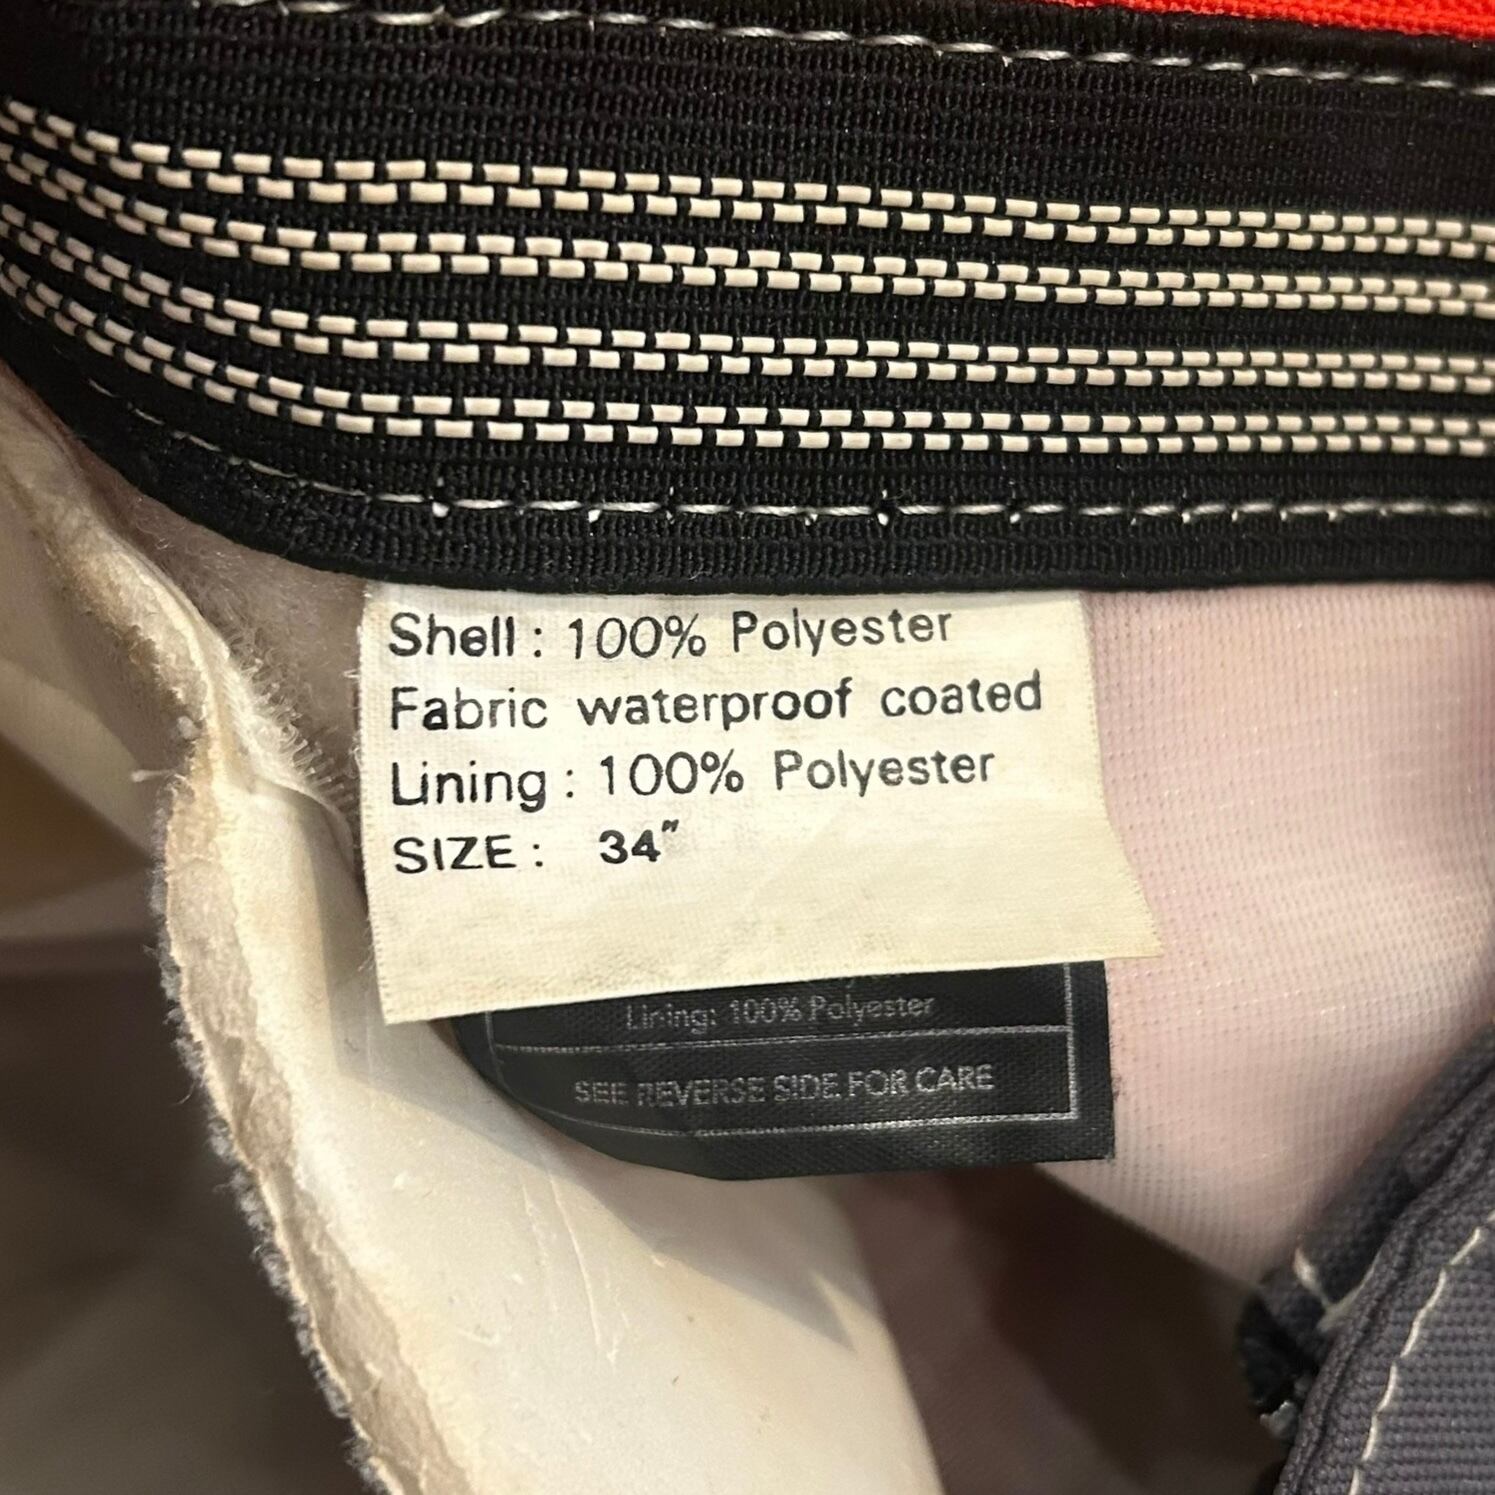 Shell: 100% Polyester
Fabric waterproof coated
Lining: 100% Polyester
SIZE: 34"
Lining: 100% Polyester
SEE REVERSE SIDE FOR CARE